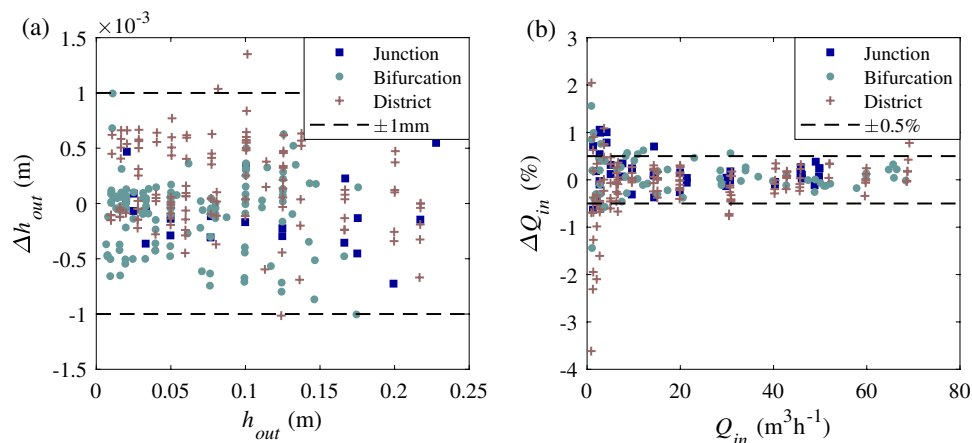 (a)
×10⁻³
1.5
1
0.5
0
-0.5
-1
-1.5
Δh_out (m)
0
0.05
0.1
0.15
0.2
0.25
h_out (m)
Junction
Bifurcation
District
±1mm
(b)
3
2
1
0
-1
-2
-3
-4
ΔQ_in (%)
0
20
40
60
80
Q_in (m³h⁻¹)
Junction
Bifurcation
District
±0.5%